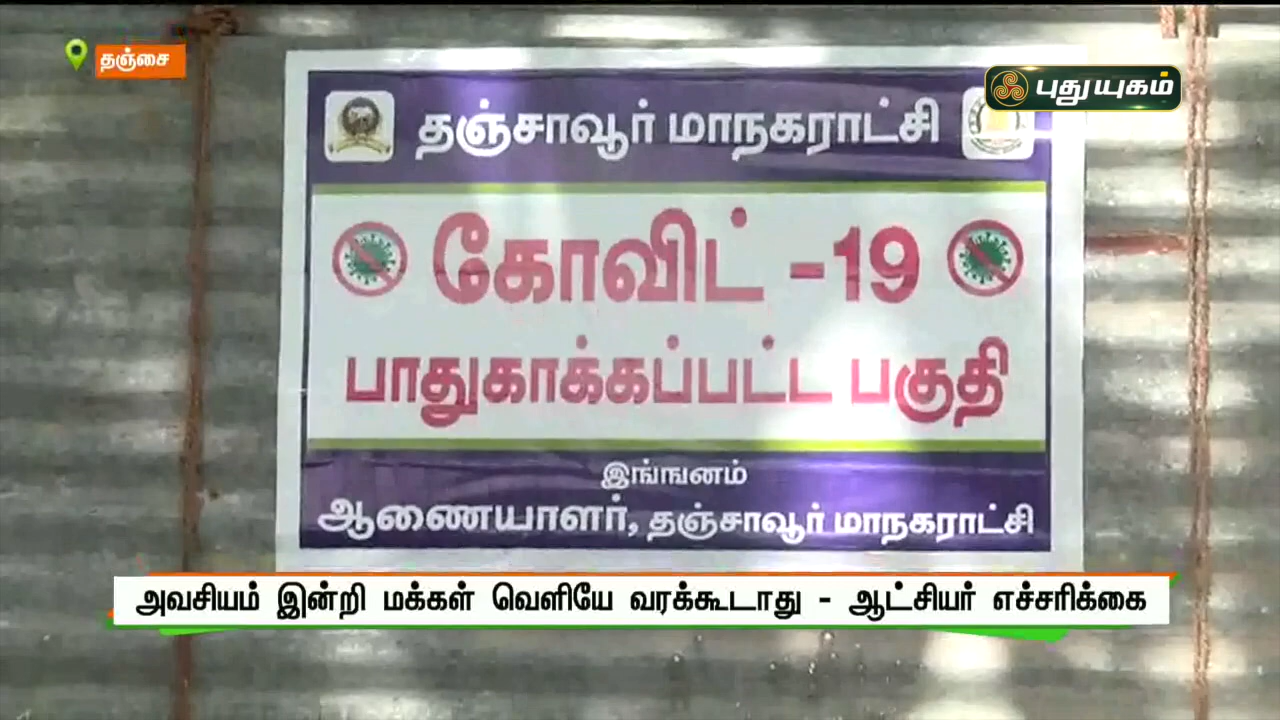 தஞ்சை
புதுயுகம்
தஞ்சாவூர் மாநகராட்சி
கோவிட் -19
பாதுகாக்கப்பட்ட பகுதி
இங்ஙனம்
ஆணையாளர், தஞ்சாவூர் மாநகராட்சி
அவசியம் இன்றி மக்கள் வெளியே வரக்கூடாது - ஆட்சியர் எச்சரிக்கை